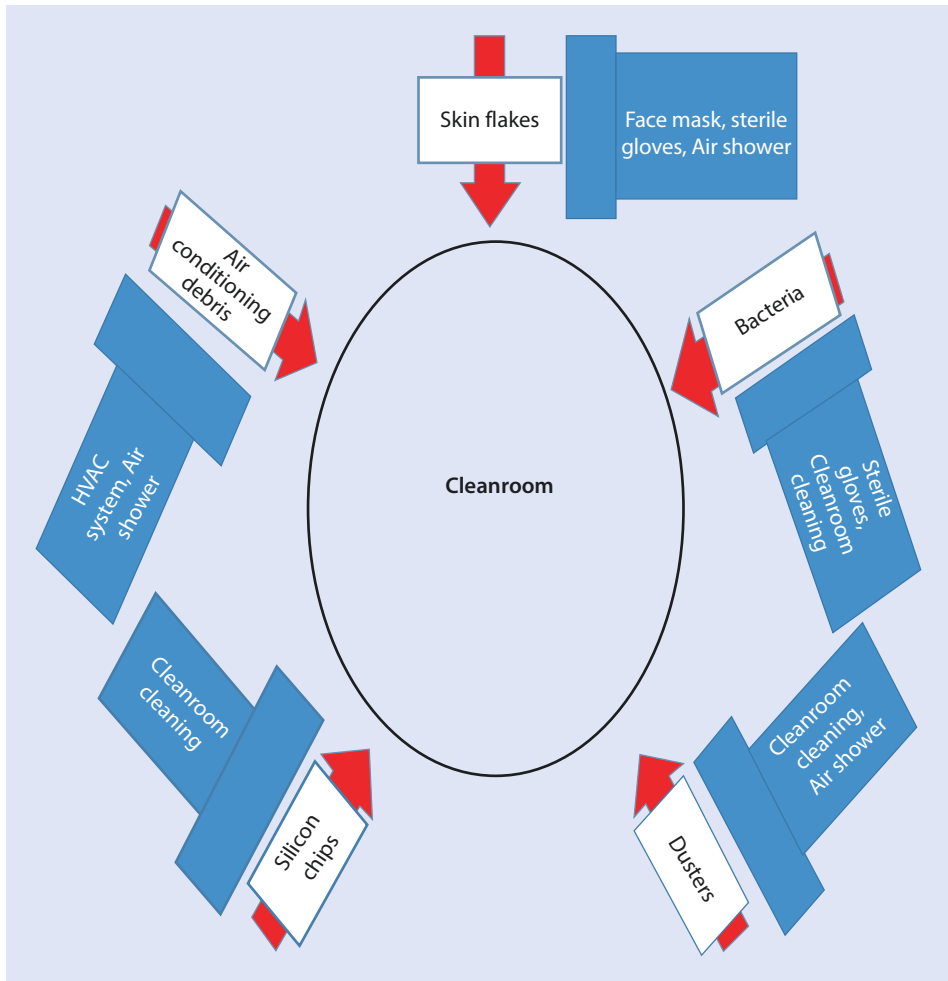 Skin flakes
Face mask, sterile
gloves, Air shower
Air
conditioning
debris
Bacteria
HVAC
system, Air
shower
Cleanroom
Sterile
gloves,
Cleanroom
cleaning
Cleanroom
cleaning
Cleanroom
cleaning,
Air shower
Silicon
chips
Dusters